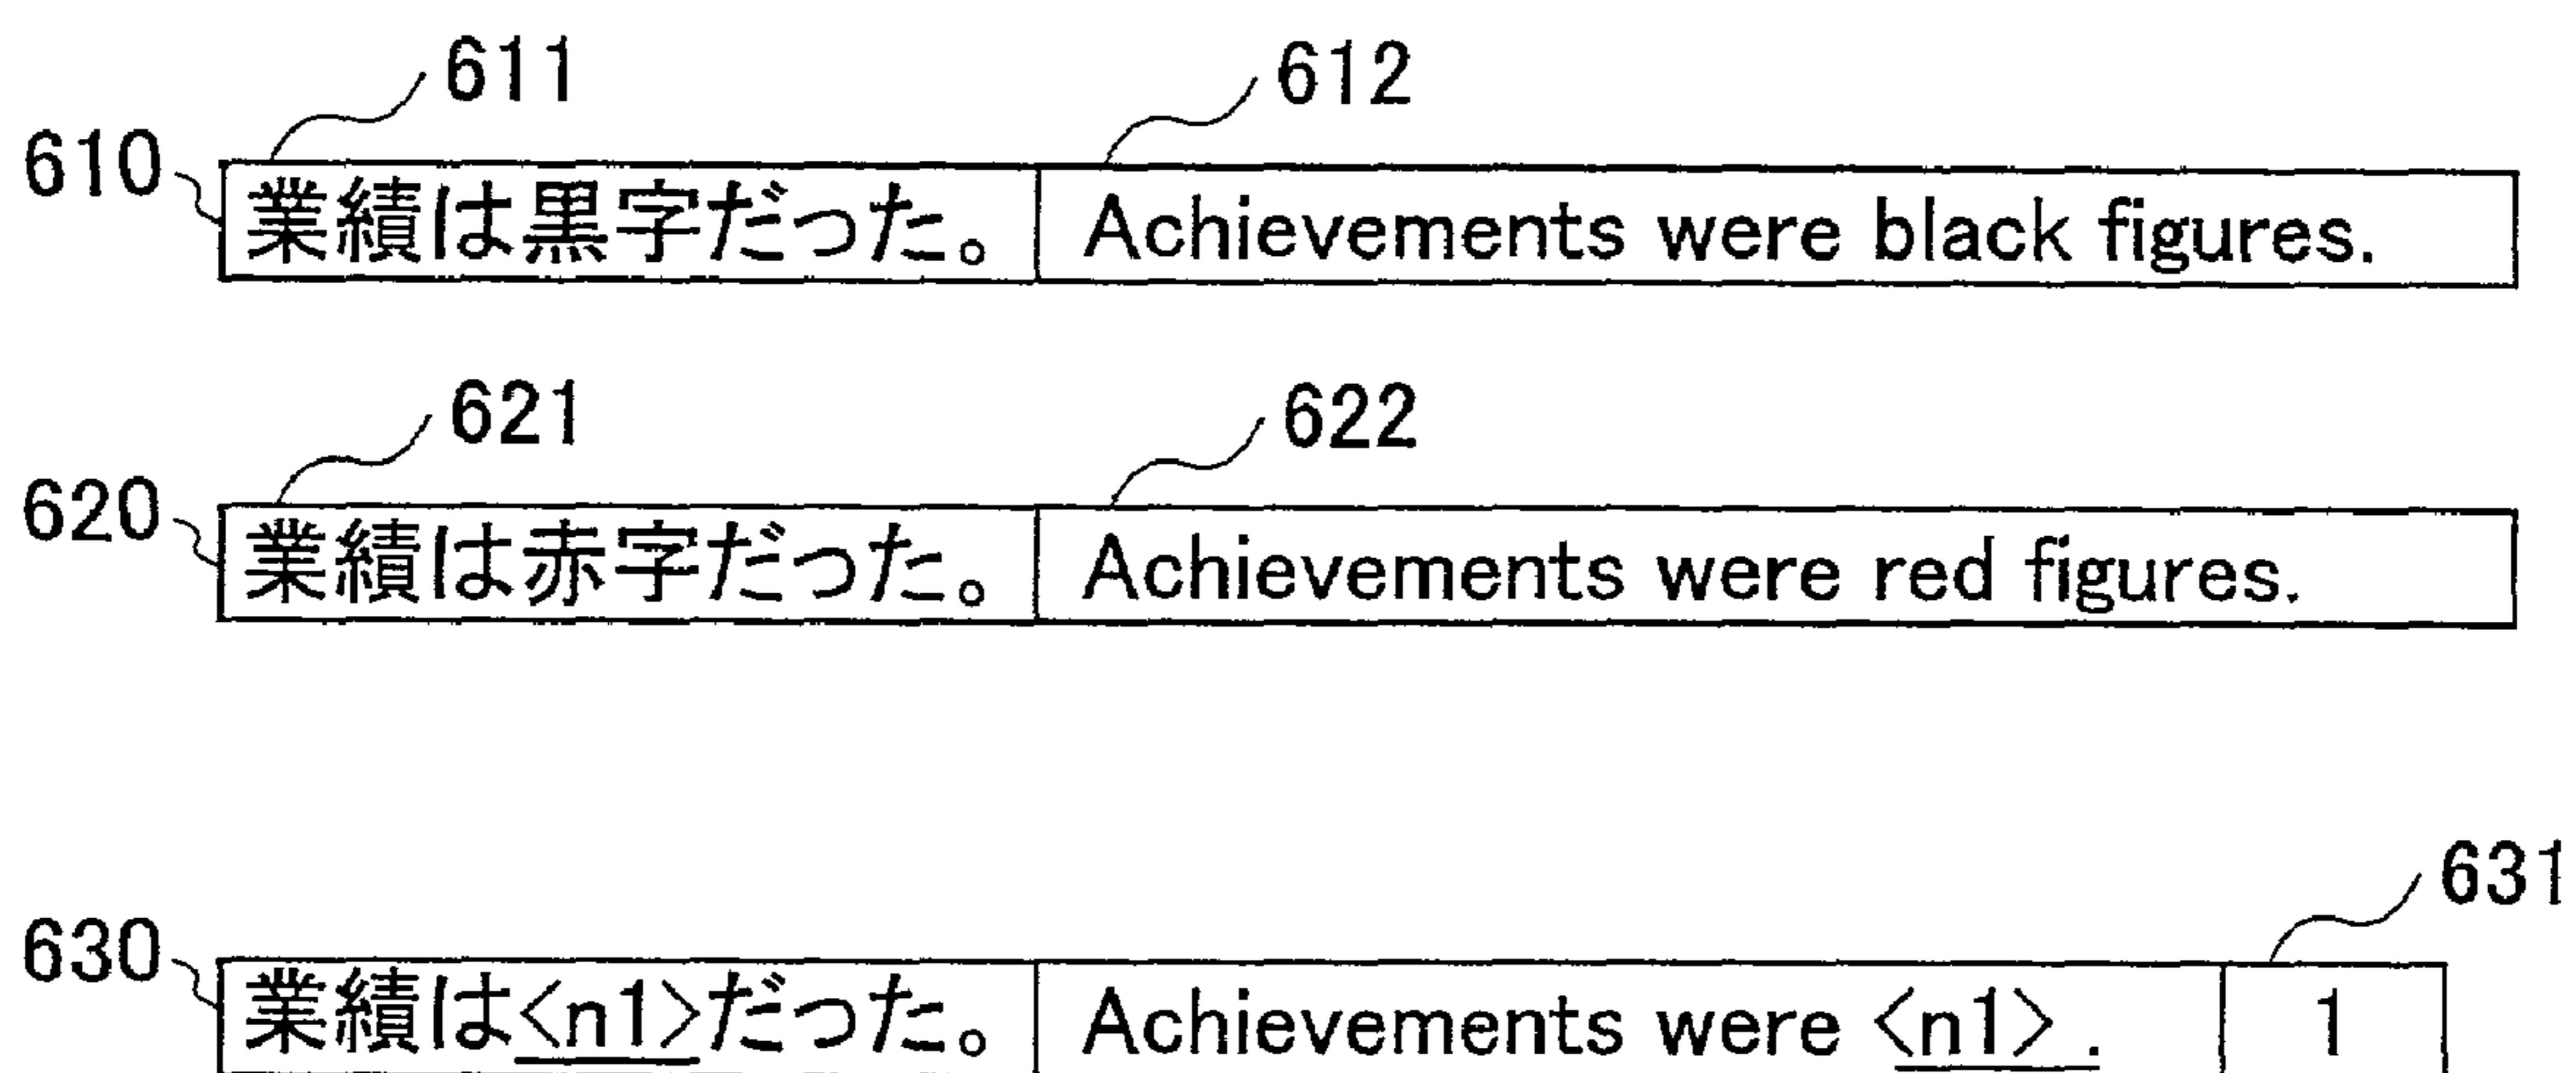 611 612
610 業績は黒字だった。 Achievements were black figures.
621 622
620 業績は赤字だった。 Achievements were red figures.
631
630 業績は<n1>だった。 Achievements were <n1>. 1